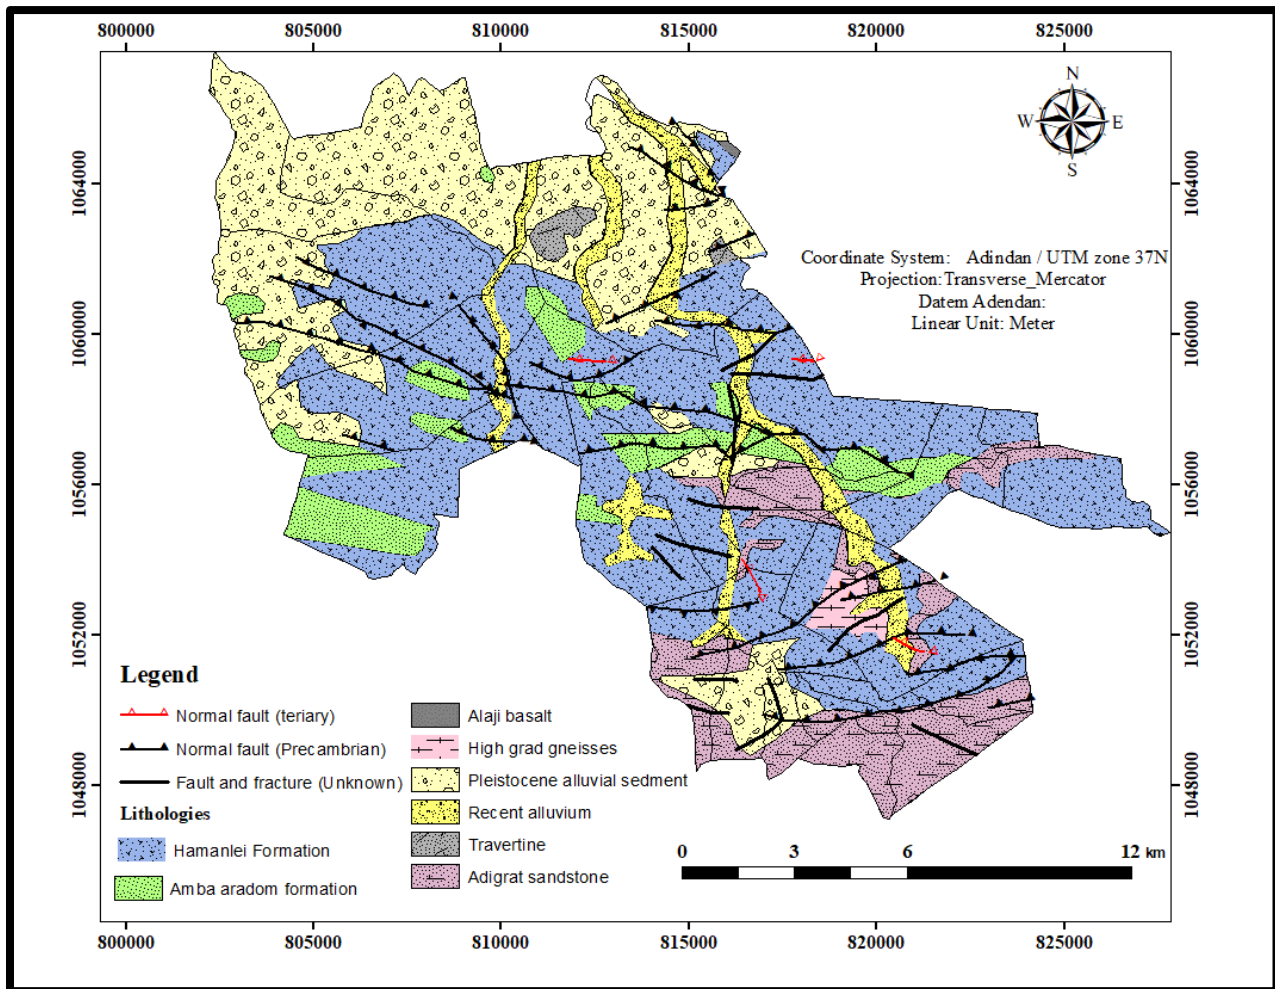 800000 805000 810000 815000 820000 825000
N
W E
S
1064000 1064000
Coordinate System: Adindan / UTM zone 37N
Projection:Transverse_Mercator
Datem Adendan:
Linear Unit: Meter
1060000 1060000
1056000 1056000
1052000 1052000
1048000 1048000
Legend
Normal fault (teriary)
Normal fault (Precambrian)
Fault and fracture (Unknown)
Lithologies
Hamanlei Formation
Amba aradom formation
Alaji basalt
High grad gneisses
Pleistocene alluvial sediment
Recent alluvium
Travertine
Adigrat sandstone
0 3 6 12 km
800000 805000 810000 815000 820000 825000